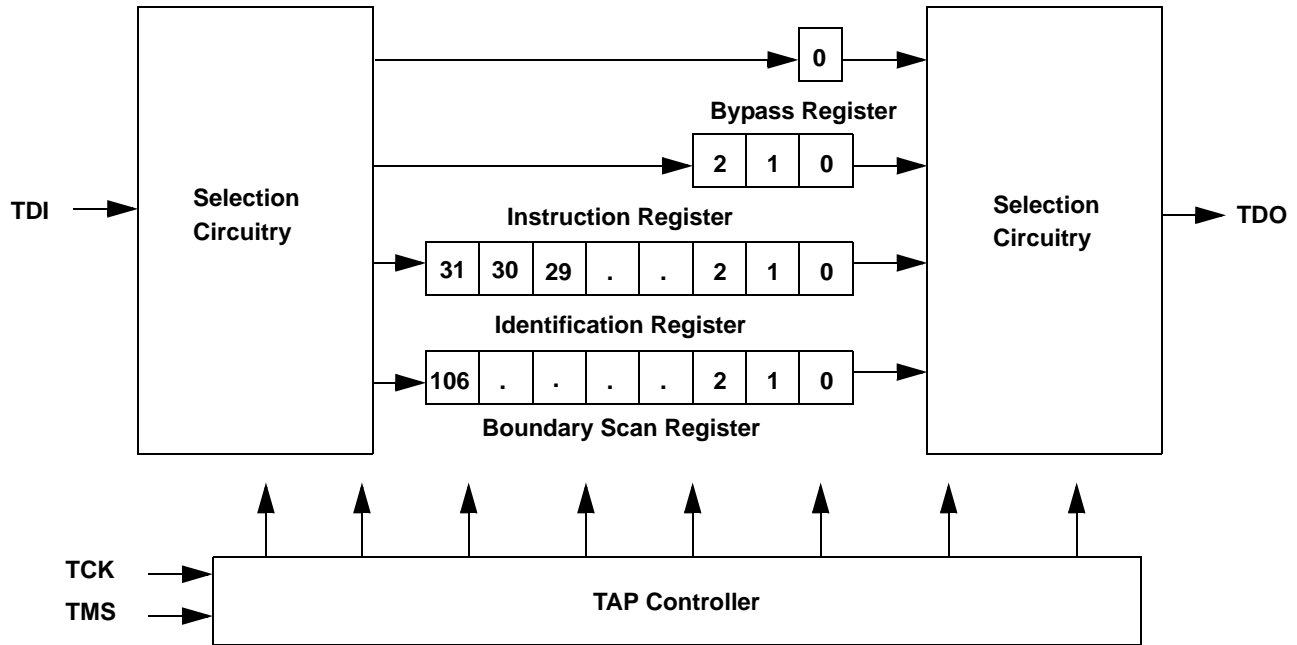 0
Bypass Register
2 1 0
TDI
Selection
Circuitry
Instruction Register
Selection
Circuitry
TDO
31 30 29 . . 2 1 0
Identification Register
106 . . . . 2 1 0
Boundary Scan Register
TCK
TMS
TAP Controller